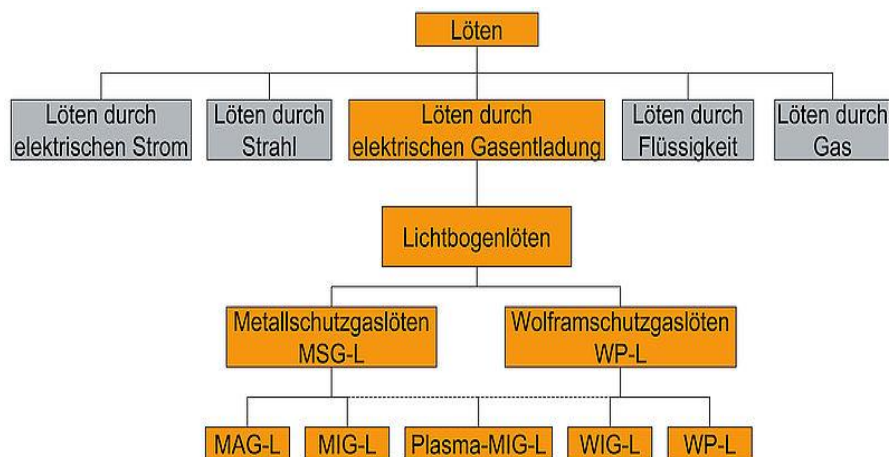 Löten
Löten durch
elektrischen Strom
Löten durch
Strahl
Löten durch
elektrischen Gasentladung
Löten durch
Flüssigkeit
Löten durch
Gas
Lichtbogenlöten
Metallschutzgaslöten
MSG-L
Wolframschutzgaslöten
WP-L
MAG-L
MIG-L
Plasma-MIG-L
WIG-L
WP-L